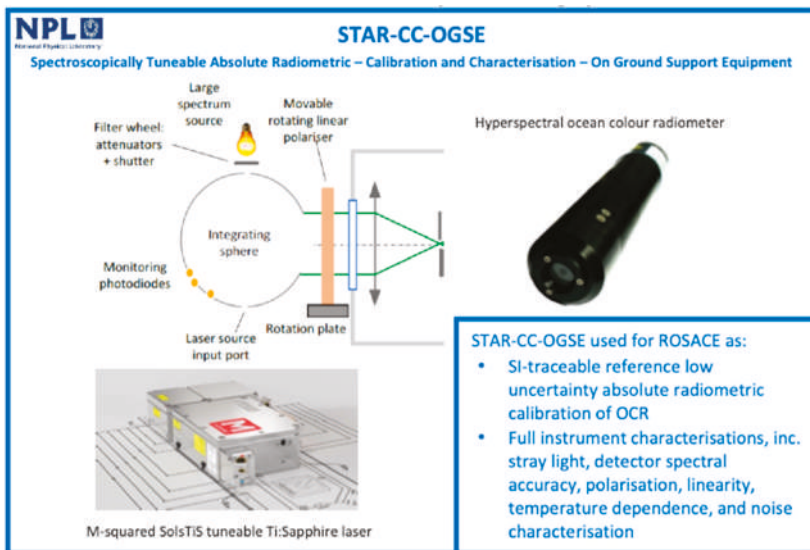 NPL
National Physical Laboratory
STAR-CC-OGSE
Spectroscopically Tuneable Absolute Radiometric – Calibration and Characterisation – On Ground Support Equipment
Large
spectrum
source
Filter wheel:
attenuators
+ shutter
Movable
rotating linear
polariser
Integrating
sphere
Monitoring
photodiodes
Laser source
input port
Rotation plate
M-squared SolsTiS tuneable Ti:Sapphire laser
Hyperspectral ocean colour radiometer
STAR-CC-OGSE used for ROSACE as:
• SI-traceable reference low
uncertainty absolute radiometric
calibration of OCR
• Full instrument characterisations, inc.
stray light, detector spectral
accuracy, polarisation, linearity,
temperature dependence, and noise
characterisation